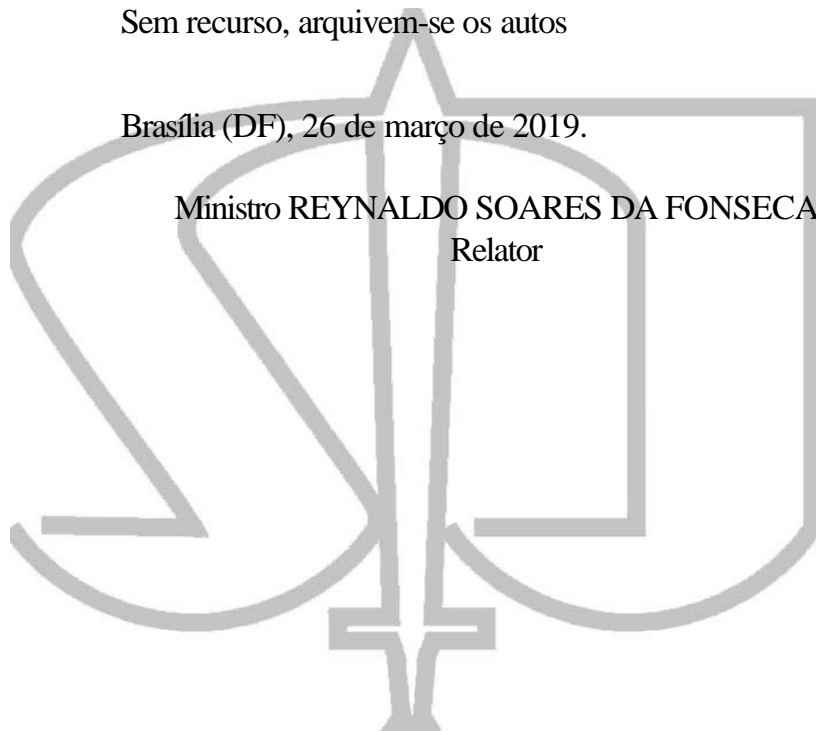 Sem recurso, arquivem-se os autos
Brasília (DF), 26 de março de 2019.
Ministro REYNALDO SOARES DA FONSECA
Relator